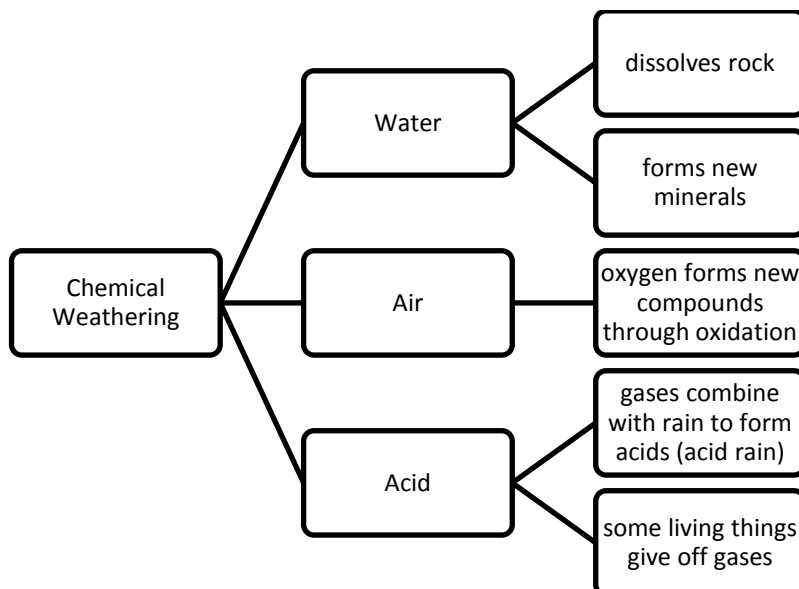 Chemical
Weathering
Water
dissolves rock
forms new
minerals
Air
oxygen forms new
compounds
through oxidation
Acid
gases combine
with rain to form
acids (acid rain)
some living things
give off gases